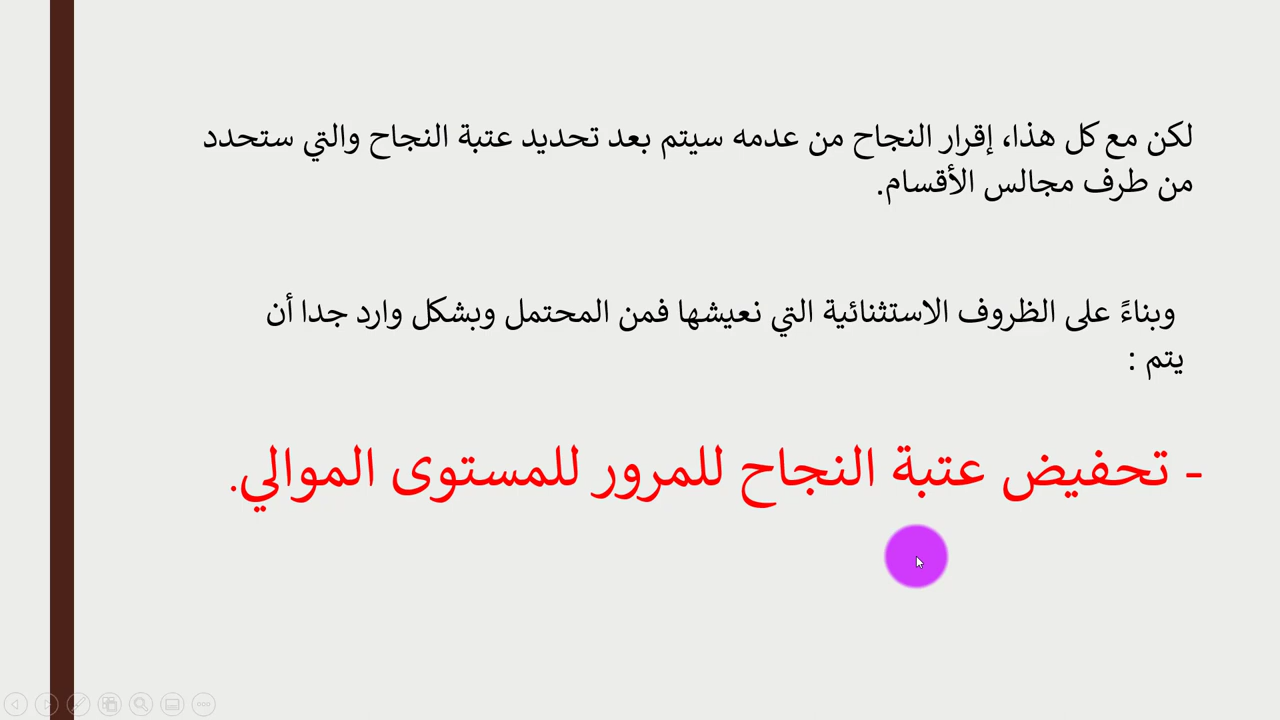 لكن مع كل هذا، إقرار النجاح من عدمه سيتم بعد تحديد عتبة النجاح والتي ستحدد
من طرف مجالس الأقسام.
وبناءً على الظروف الاستثنائية التي نعيشها فمن المحتمل وبشكل وارد جدا أن
يتم :
- تحفيض عتبة النجاح للمرور للمستوى الموالي.